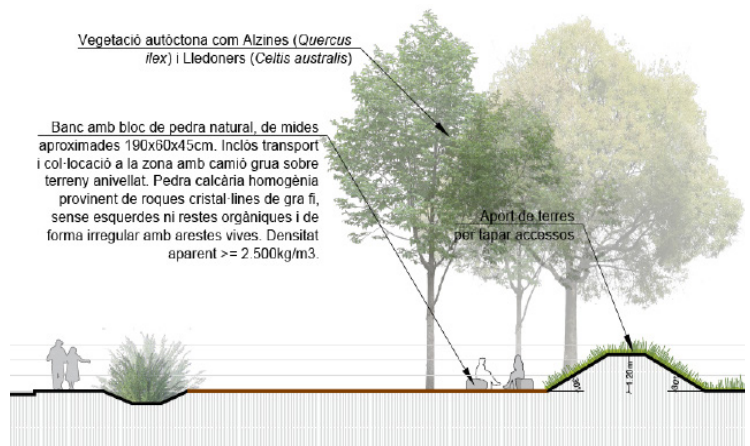 Vegetació autòctona com Alzines (Quercus
ilex) i Lledoners (Celtis australis)
Banc amb bloc de pedra natural, de mides
aproximades 190x60x45cm. Inclòs transport
i col·locació a la zona amb camió grua sobre
terreny anivellat. Pedra calcària homogènia
provinent de roques cristal·lines de gra fi,
sense esquerdes ni restes orgàniques i de
forma irregular amb arestes vives. Densitat
aparent >= 2.500kg/m3.
Aport de terres
per tapar accessos
1.20m
30°